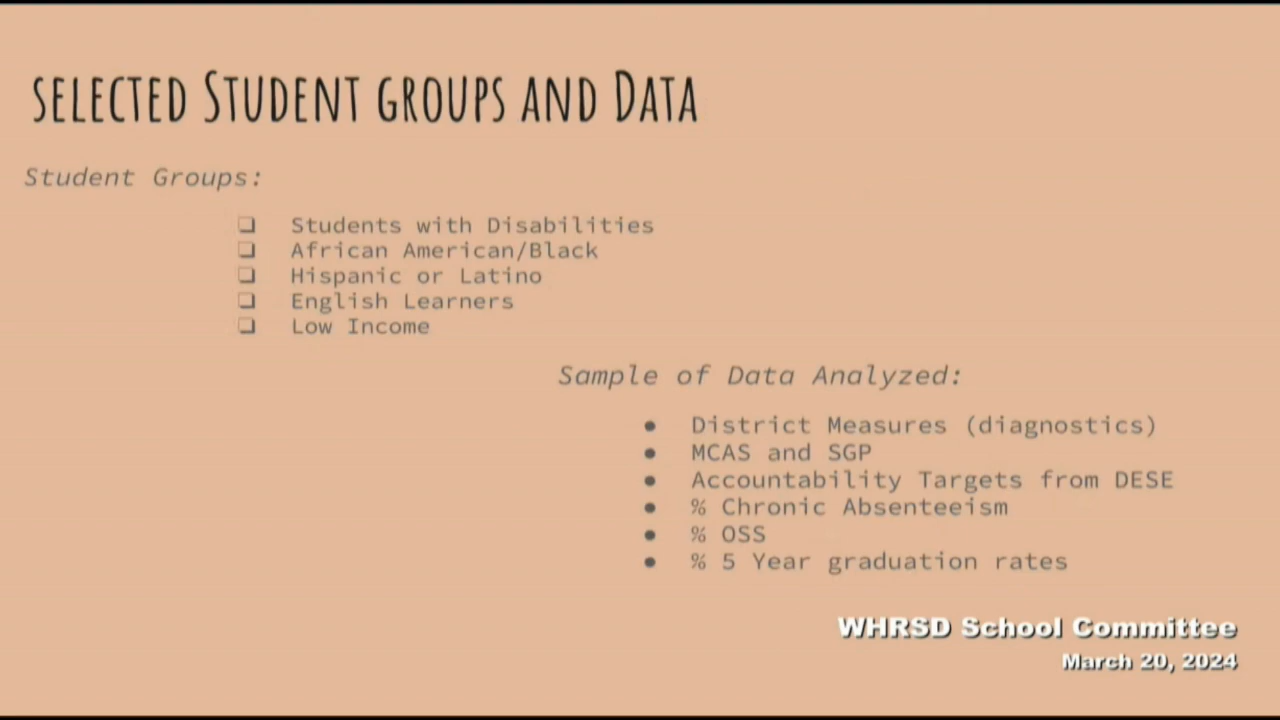 SELECTED STUDENT GROUPS AND DATA
Student Groups:
❏ Students with Disabilities
❏ African American/Black
❏ Hispanic or Latino
❏ English Learners
❏ Low Income
Sample of Data Analyzed:
● District Measures (diagnostics)
● MCAS and SGP
● Accountability Targets from DESE
● % Chronic Absenteeism
● % OSS
● % 5 Year graduation rates
WHRSD School Committee
March 20, 2024